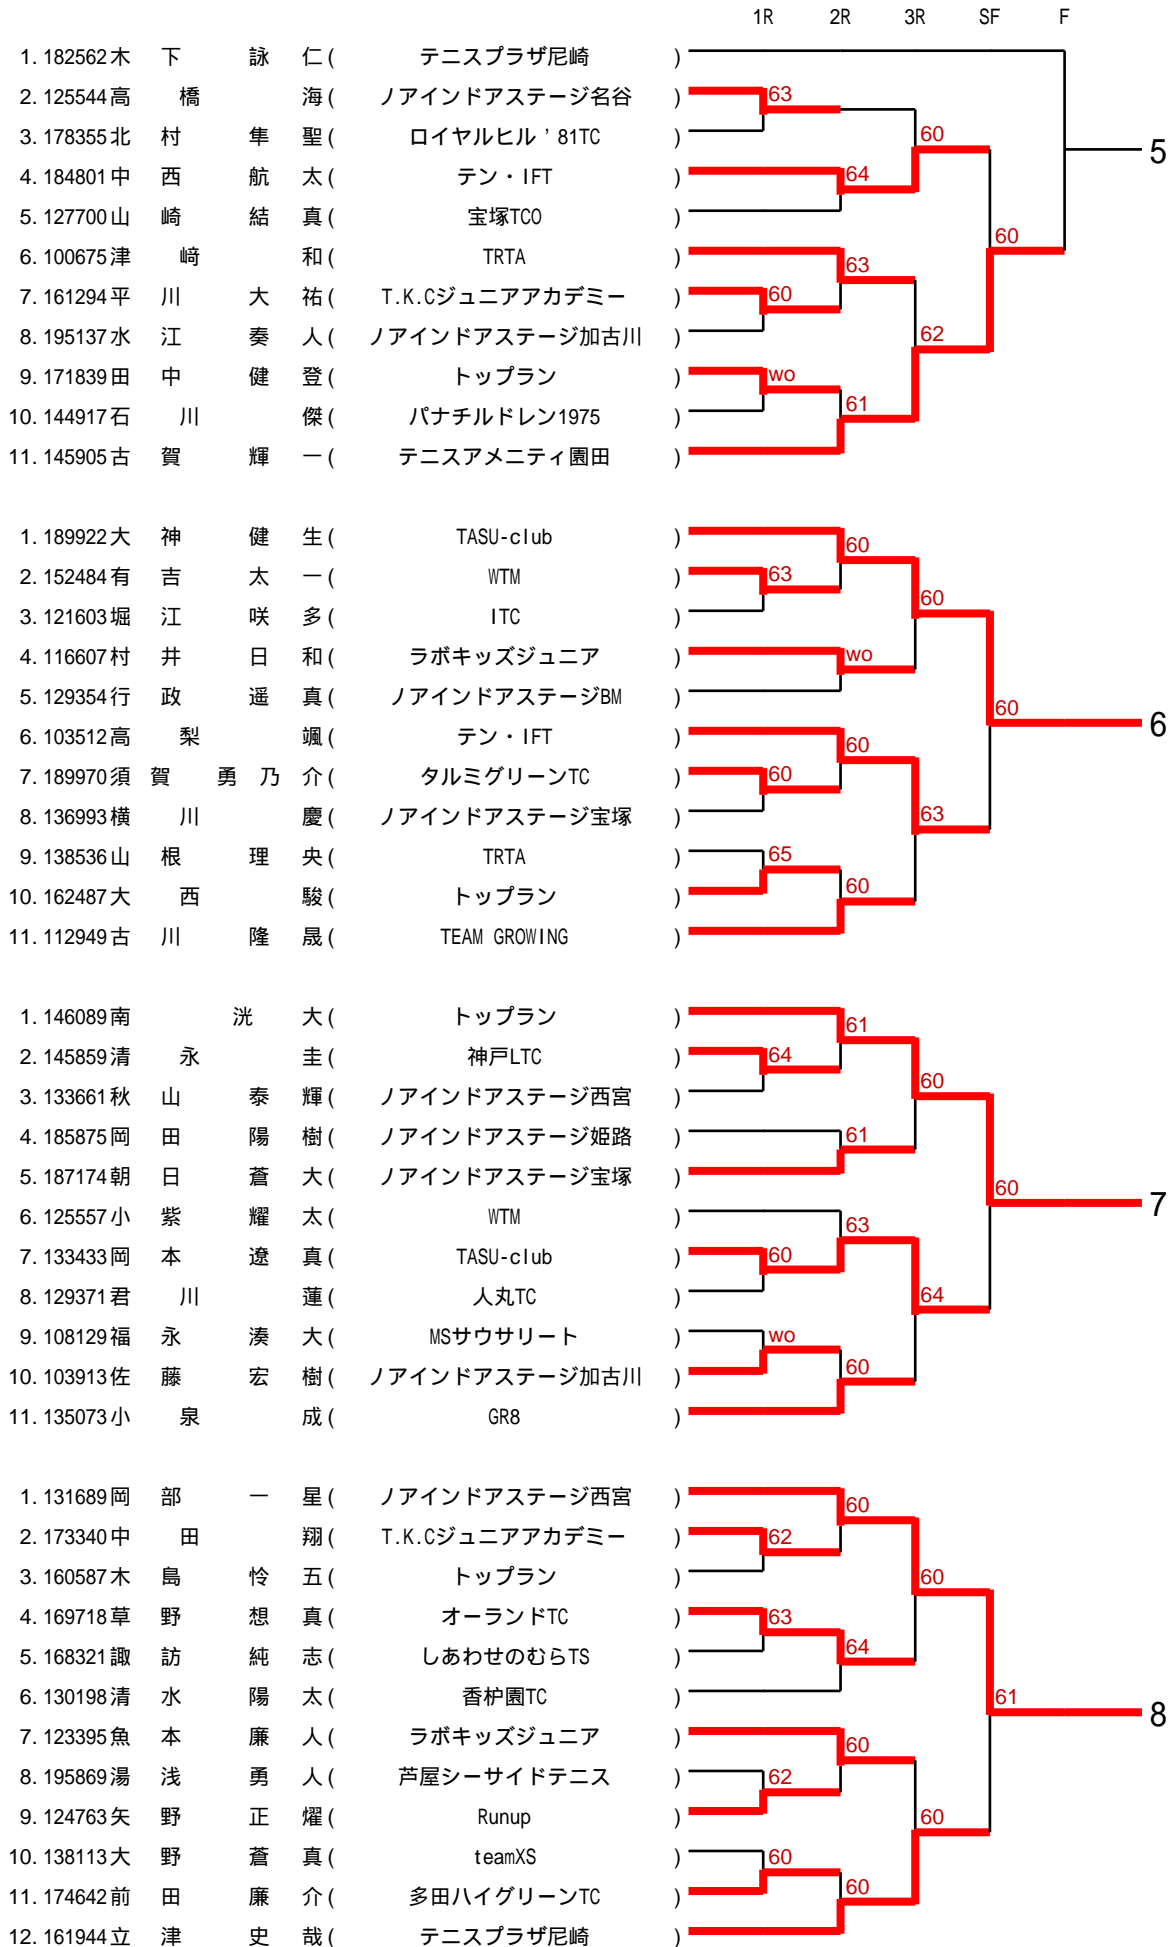 1R 2R 3R SF F
1. 182562 木下 詠仁 ( テニスプラザ尼崎 )
2. 125544 高橋 海 ( ノアインドアステージ名谷 ) 63
3. 178355 北村 隼聖 ( ロイヤルヒル'81TC ) 60 5
4. 184801 中西 航太 ( テン・IFT ) 64
5. 127700 山崎 結真 ( 宝塚TCO ) 60
6. 100675 津﨑 和 ( TRTA ) 63
7. 161294 平川 大祐 ( T.K.Cジュニアアカデミー ) 60
8. 195137 水江 奏人 ( ノアインドアステージ加古川 ) 62
9. 171839 田中 健登 ( トップラン ) wo
10. 144917 石川 傑 ( パナチルドレン1975 ) 61
11. 145905 古賀 輝一 ( テニスアメニティ園田 )
1. 189922 大神 健生 ( TASU-club ) 60
2. 152484 有吉 太一 ( WTM ) 63
3. 121603 堀江 咲多 ( ITC ) 60
4. 116607 村井 日和 ( ラボキッズジュニア ) wo
5. 129354 行政 遥真 ( ノアインドアステージBM ) 60 6
6. 103512 高梨 颯 ( テン・IFT ) 60
7. 189970 須賀 勇乃介 ( タルミグリーンTC ) 60
8. 136993 横川 慶 ( ノアインドアステージ宝塚 ) 63
9. 138536 山根 理央 ( TRTA ) 65
10. 162487 大西 駿 ( トップラン ) 60
11. 112949 古川 隆晟 ( TEAM GROWING )
1. 146089 南 洸大 ( トップラン ) 61
2. 145859 清永 圭 ( 神戸LTC ) 64
3. 133661 秋山 泰輝 ( ノアインドアステージ西宮 ) 60
4. 185875 岡田 陽樹 ( ノアインドアステージ姫路 ) 61
5. 187174 朝日 蒼大 ( ノアインドアステージ宝塚 ) 60 7
6. 125557 小紫 耀太 ( WTM ) 63
7. 133433 岡本 遼真 ( TASU-club ) 60
8. 129371 君川 蓮 ( 人丸TC ) 64
9. 108129 福永 湊大 ( MSサウサリート ) wo
10. 103913 佐藤 宏樹 ( ノアインドアステージ加古川 ) 60
11. 135073 小泉 成 ( GR8 )
1. 131689 岡部 一星 ( ノアインドアステージ西宮 ) 60
2. 173340 中田 翔 ( T.K.Cジュニアアカデミー ) 62
3. 160587 木島 怜五 ( トップラン ) 60
4. 169718 草野 想真 ( オーランドTC ) 63
5. 168321 諏訪 純志 ( しあわせのむらTS ) 64
6. 130198 清水 陽太 ( 香枦園TC ) 61 8
7. 123395 魚本 廉人 ( ラボキッズジュニア ) 60
8. 195869 湯浅 勇人 ( 芦屋シーサイドテニス ) 62
9. 124763 矢野 正燿 ( Runup ) 60
10. 138113 大野 蒼真 ( teamXS ) 60
11. 174642 前田 廉介 ( 多田ハイグリーンTC ) 60
12. 161944 立津 史哉 ( テニスプラザ尼崎 )